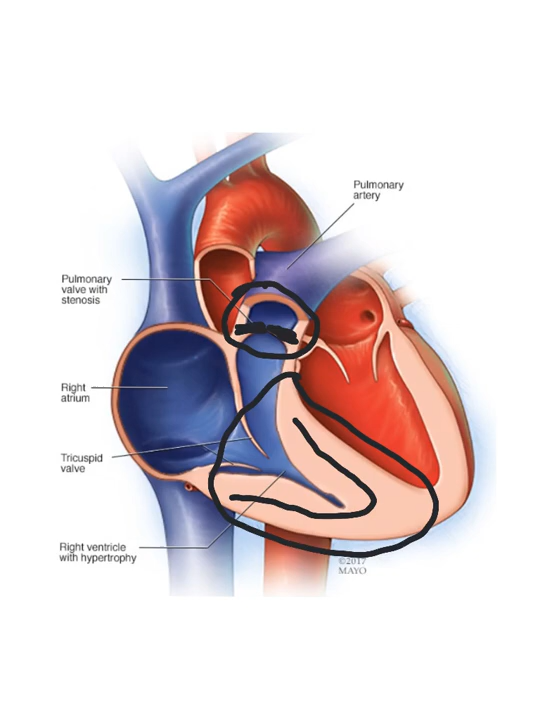 Pulmonary
artery
Pulmonary
valve with
stenosis
Right
atrium
Tricuspid
valve
Right ventricle
with hypertrophy
©2017
MAYO